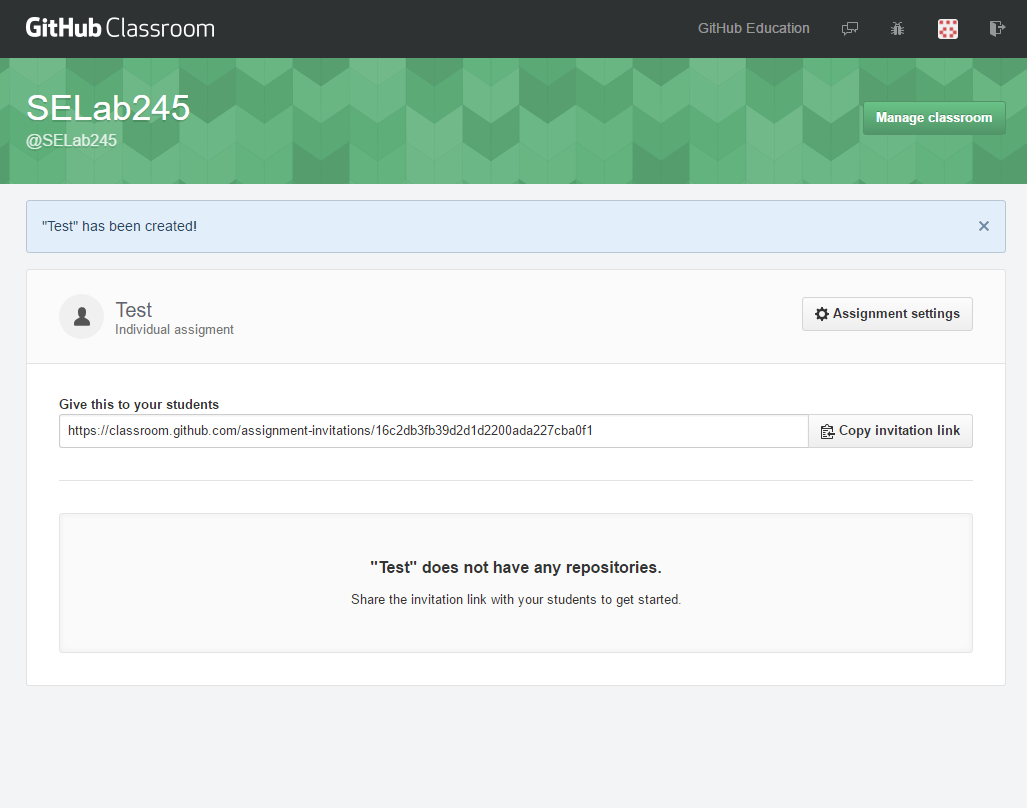 GitHub Classroom
GitHub Education
SELab245
@SELab245
Manage classroom
"Test" has been created!
×
Test
Individual assigment
Assignment settings
Give this to your students
https://classroom.github.com/assignment-invitations/16c2db3fb39d2d1d2200ada227cba0f1
Copy invitation link
"Test" does not have any repositories.
Share the invitation link with your students to get started.